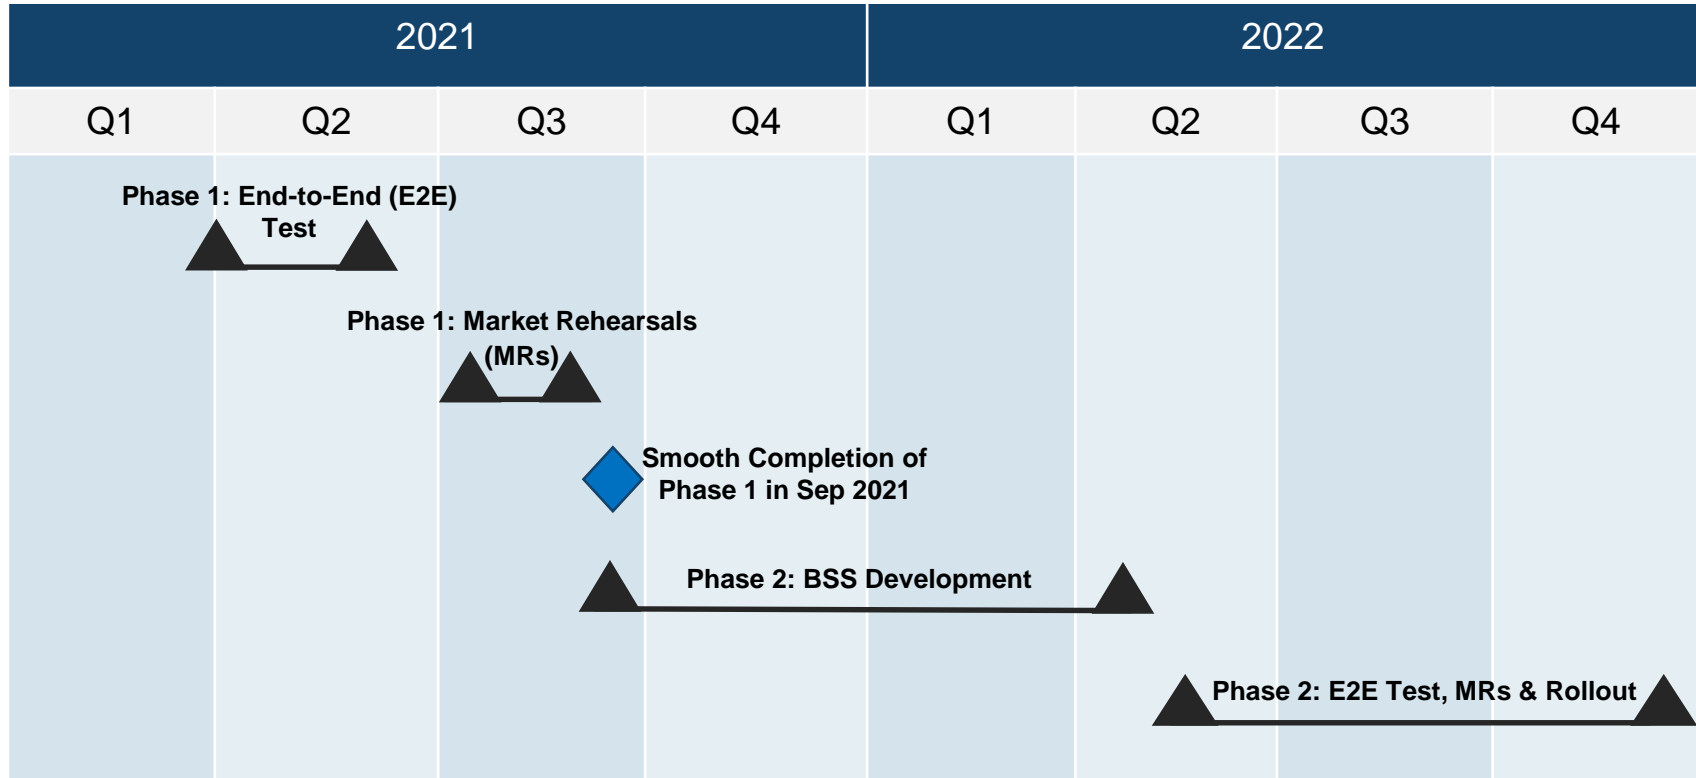 2021 2022
Q1 Q2 Q3 Q4 Q1 Q2 Q3 Q4
Phase 1: End-to-End (E2E)
Test
Phase 1: Market Rehearsals
(MRs)
Smooth Completion of
Phase 1 in Sep 2021
Phase 2: BSS Development
Phase 2: E2E Test, MRs & Rollout